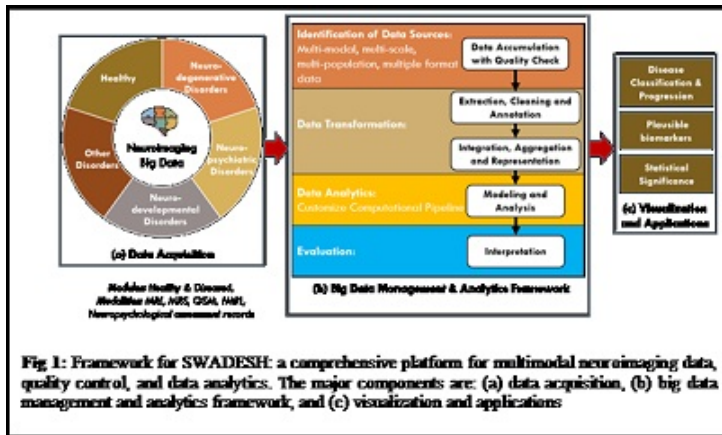 Healthy
Neuro-
degenerative
Disorders
Neuro-
psychiatric
Disorders
Neuro-
developmental
Disorders
Other
Disorders
Neuroimaging
Big Data
(a) Data Acquisition
Modules Healthy & Diseased,
Modalities MRI, MRS, QSM, fMRI,
Neuropsychological assessment records
Identification of Data Sources:
Multi-modal, multi-scale,
multi-population, multiple format
data
Data Accumulation
with Quality Check
Extraction, Cleaning and
Annotation
Data Transformation:
Integration, Aggregation
and Representation
Data Analytics:
Customize Computational Pipeline
Modeling and
Analysis
Evaluation:
Interpretation
(b) Big Data Management & Analytics Framework
Disease
Classification &
Progression
Plausible
biomarkers
Statistical
Significance
(c) Visualization
and Applications
Fig 1: Framework for SWADESH: a comprehensive platform for multimodal neuroimaging data,
quality control, and data analytics. The major components are: (a) data acquisition, (b) big data
management and analytics framework, and (c) visualization and applications